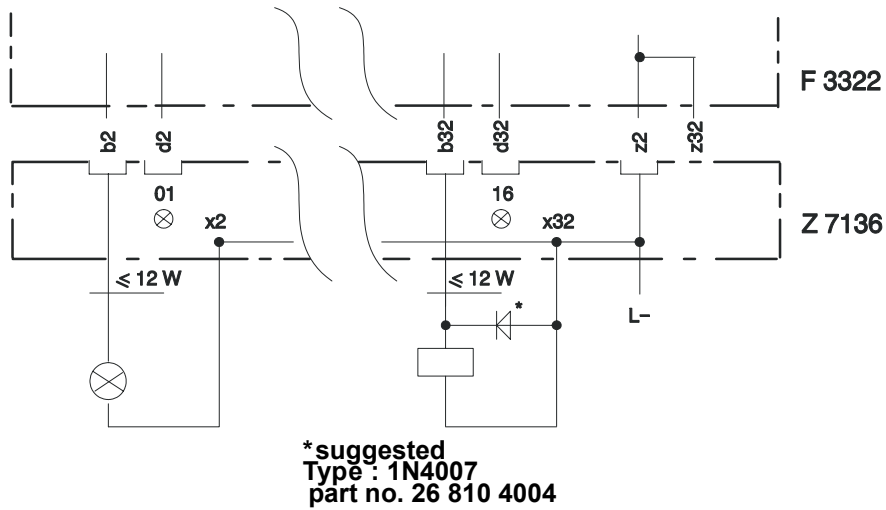 F 3322
b2 d2 b32 d32 z2 z32
01 16
x2 x32
Z 7136
≤ 12 W ≤ 12 W
*
L–
*suggested
Type : 1N4007
part no. 26 810 4004